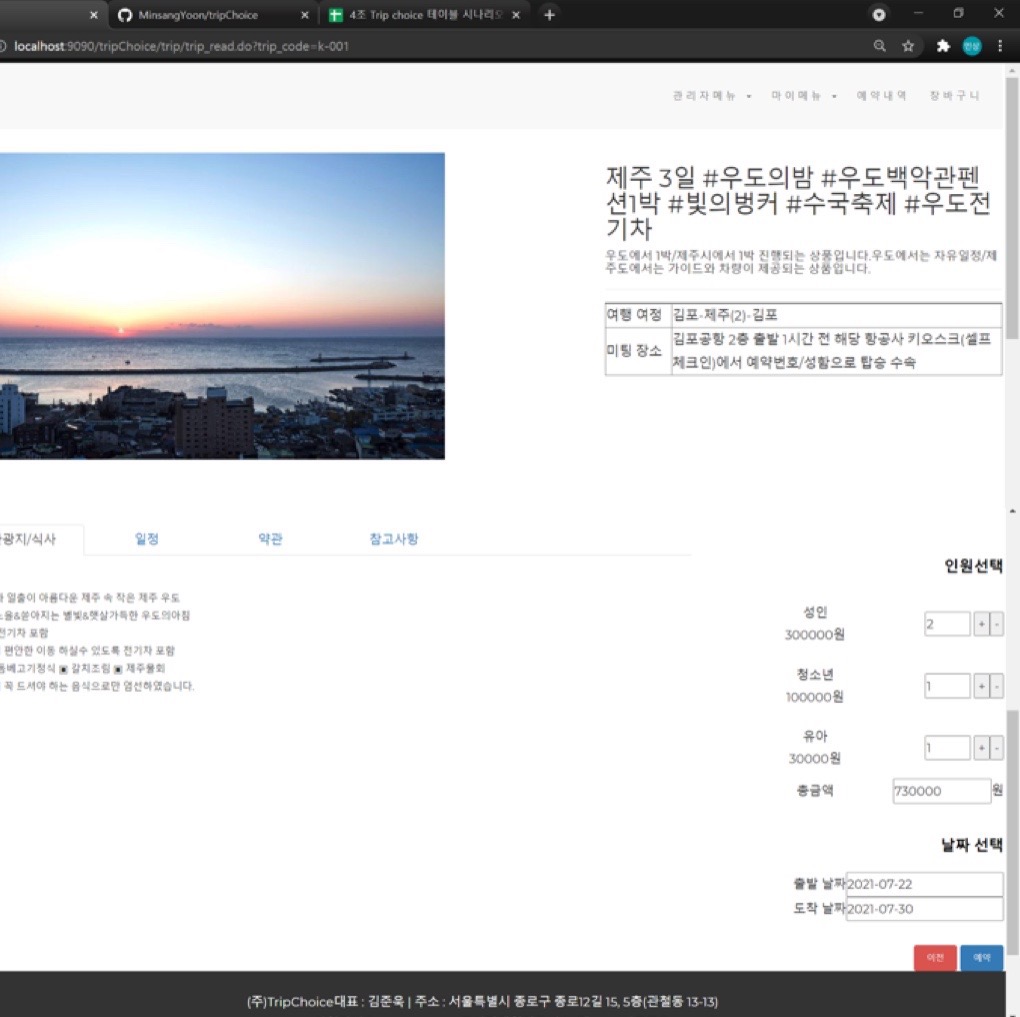 MinsangYoon/tripChoice
4조 Trip choice 테이블 시나리오
localhost:9090/tripChoice/trip/trip_read.do?trip_code=k-001
민상
관리자메뉴 마이메뉴 예약내역 장바구니
제주 3일 #우도의밤 #우도백악관펜
션1박 #빛의벙커 #수국축제 #우도전
기차
우도에서 1박/제주시에서 1박 진행되는 상품입니다.우도에서는 자유일정/제
주도에서는 가이드와 차량이 제공되는 상품입니다.
여행 여정 김포-제주(2)-김포
미팅 장소 김포공항 2층 출발 1시간 전 해당 항공사 키오스크(셀프
체크인)에서 예약번호/성함으로 탑승 수속
광지/식사 일정 약관 참고사항
일출이 아름다운 제주 속 작은 제주 우도
노을&쏟아지는 별빛&햇살가득한 우도의아침
전기차 포함
편안한 이동 하실수 있도록 전기차 포함
돔베고기정식 ▣ 갈치조림 ▣ 제주물회
꼭 드셔야 하는 음식으로만 엄선하였습니다.
인원선택
성인
300000원
2 + -
청소년
100000원
1 + -
유아
30000원
1 + -
총금액 730000 원
날짜 선택
출발 날짜 2021-07-22
도착 날짜 2021-07-30
이전 예약
(주)TripChoice대표 : 김준욱 | 주소 : 서울특별시 종로구 종로12길 15, 5층(관철동 13-13)